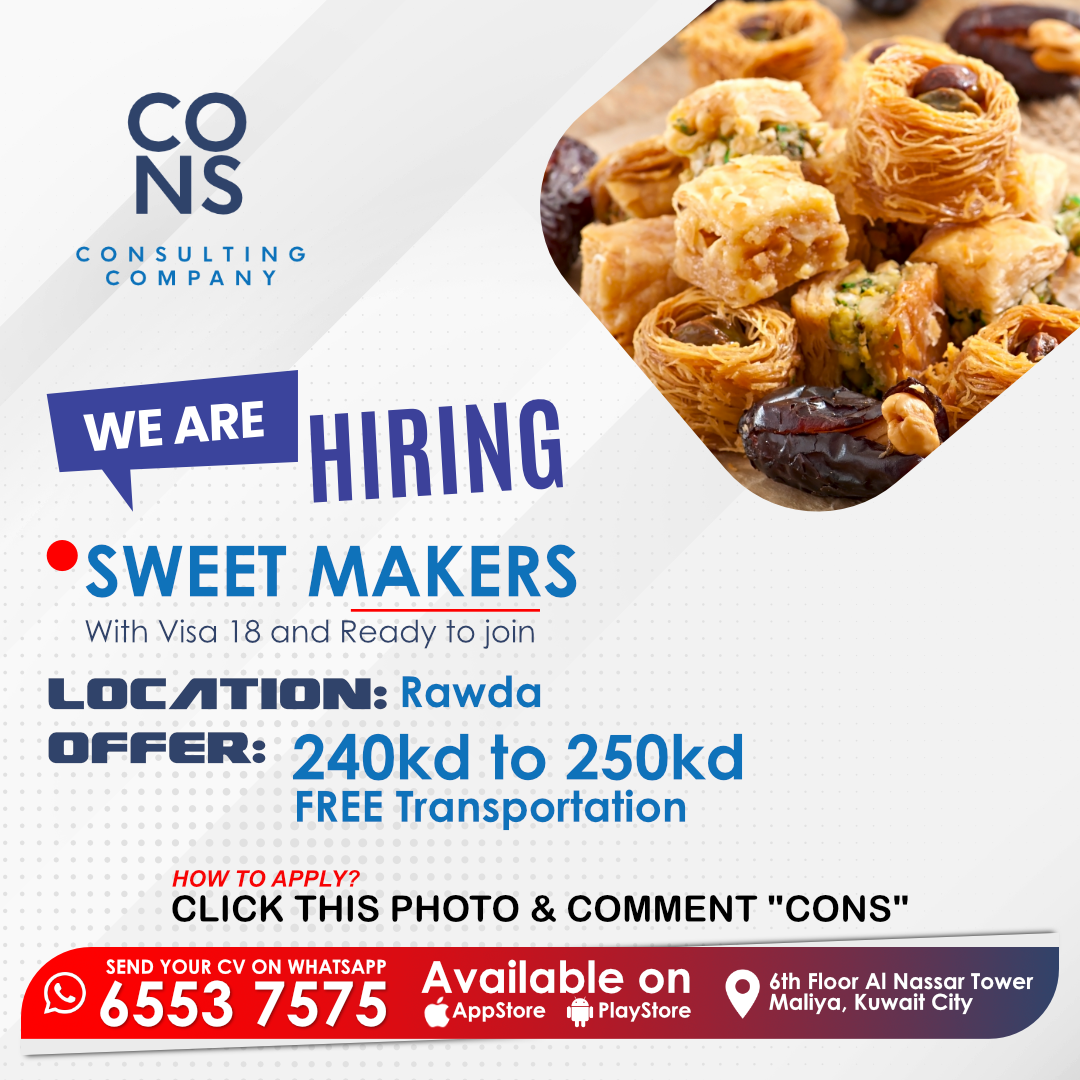 CO
NS
CONSULTING
COMPANY
WE ARE HIRING
SWEET MAKERS
With Visa 18 and Ready to join
LOCATION: Rawda
OFFER: 240kd to 250kd
FREE Transportation
HOW TO APPLY?
CLICK THIS PHOTO & COMMENT "CONS"
SEND YOUR CV ON WHATSAPP
6553 7575
Available on
AppStore PlayStore
6th Floor Al Nassar Tower
Maliya, Kuwait City